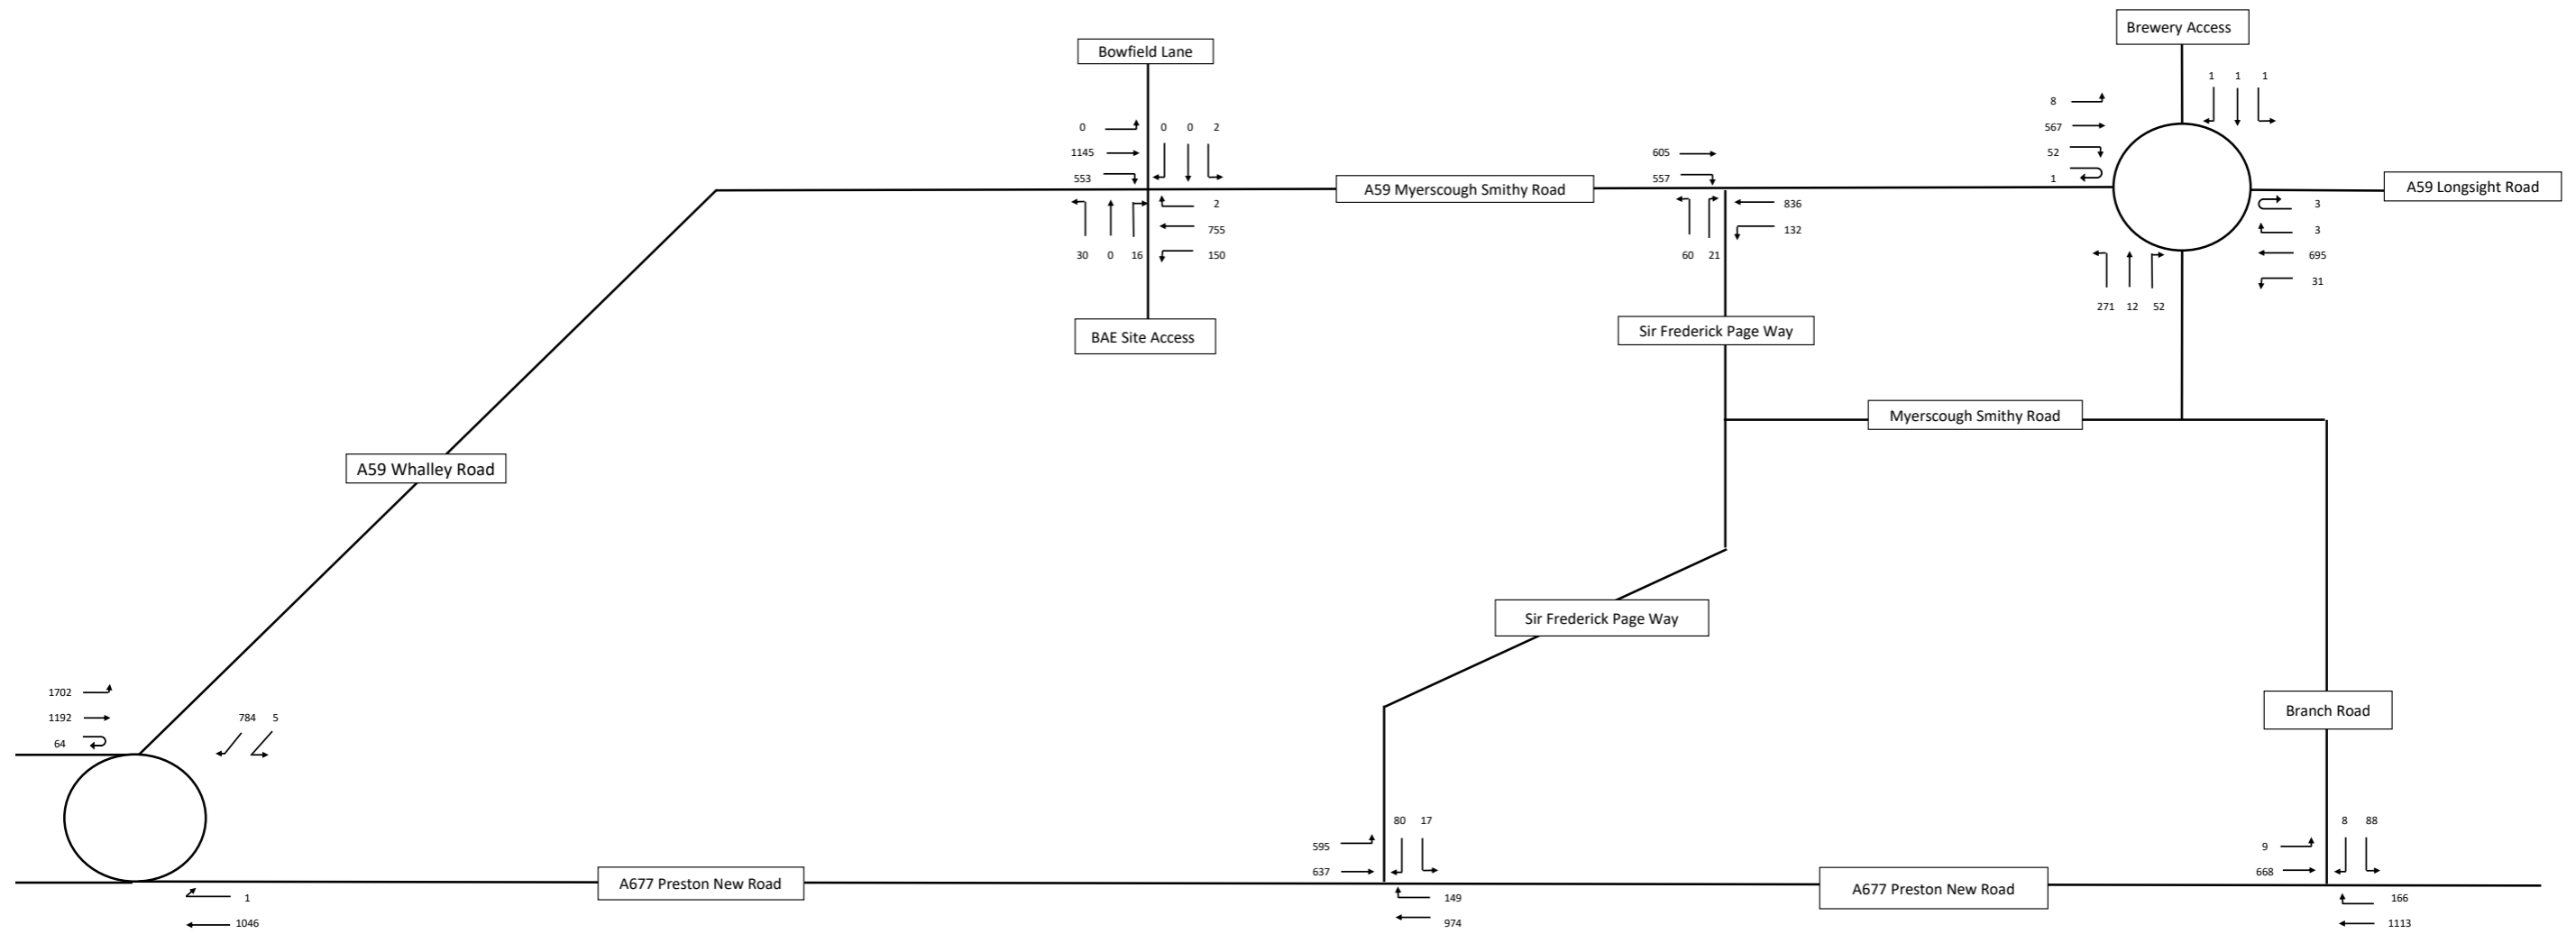 Brewery Access
Bowfield Lane
1 1 1
8
567
52
1
0
1145
553
0 0 2
605
557
A59 Myerscough Smithy Road
A59 Longsight Road
2
755
150
836
132
3
3
695
31
30 0 16
60 21
271 12 52
BAE Site Access
Sir Frederick Page Way
Myerscough Smithy Road
A59 Whalley Road
Sir Frederick Page Way
1702
1192
64
784 5
Branch Road
595
637
80 17
9
668
8 88
A677 Preston New Road
A677 Preston New Road
1
1046
149
974
166
1113